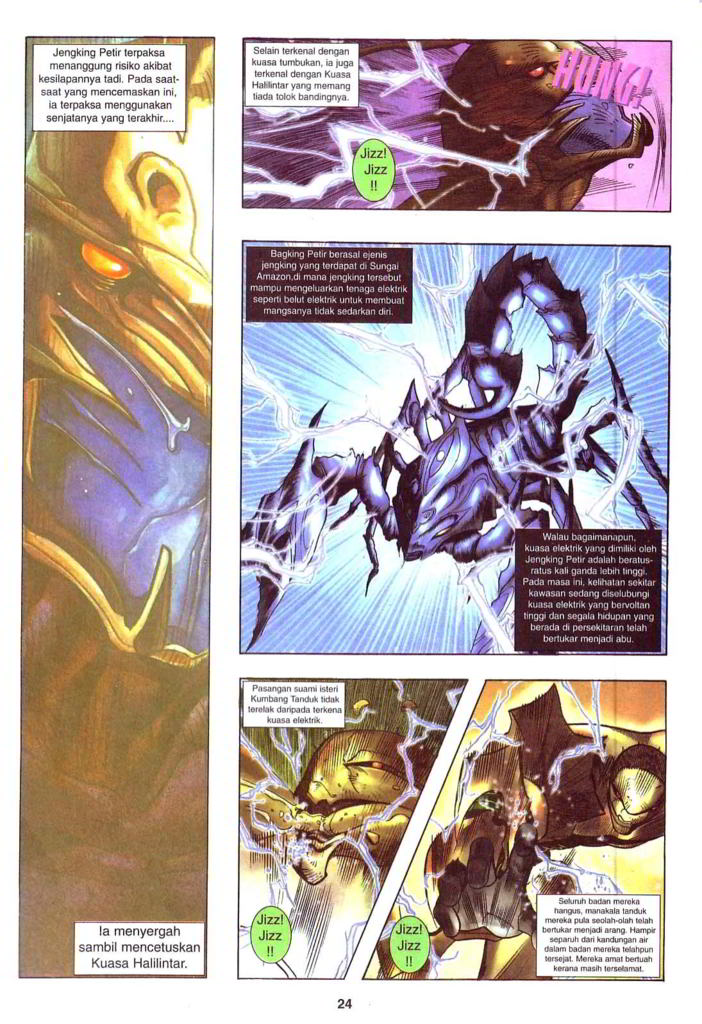 Jengking Petir terpaksa
menanggung risiko akibat
kesilapannya tadi. Pada saat-
saat yang mencemaskan ini,
ia terpaksa menggunakan
senjatanya yang terakhir....
Ia menyergah
sambil mencetuskan
Kuasa Halilintar.
Selain terkenal dengan
kuasa tumbukan, ia juga
terkenal dengan Kuasa
Halilintar yang memang
tiada tolok bandingnya.
HUNG!
Jizz!
Jizz
!!
Bagking Petir berasal ejenis
jengking yang terdapat di Sungai
Amazon,di mana jengking tersebut
mampu mengeluarkan tenaga elektrik
seperti belut elektrik untuk membuat
mangsanya tidak sedarkan diri.
Walau bagaimanapun,
kuasa elektrik yang dimiliki oleh
Jengking Petir adalah beratus-
ratus kali ganda lebih tinggi.
Pada masa ini, kelihatan sekitar
kawasan sedang diselubungi
kuasa elektrik yang bervoltan
tinggi dan segala hidupan yang
berada di persekitaran telah
bertukar menjadi abu.
Pasangan suami isteri
Kumbang Tanduk tidak
terelak daripada terkena
kuasa elektrik.
Jizz!
Jizz
!!
Jizz!
Jizz
!!
Seluruh badan mereka
hangus, manakala tanduk
mereka pula seolah-olah telah
bertukar menjadi arang. Hampir
separuh dari kandungan air
dalam badan mereka telahpun
tersejat. Mereka amat bertuah
kerana masih terselamat.
24